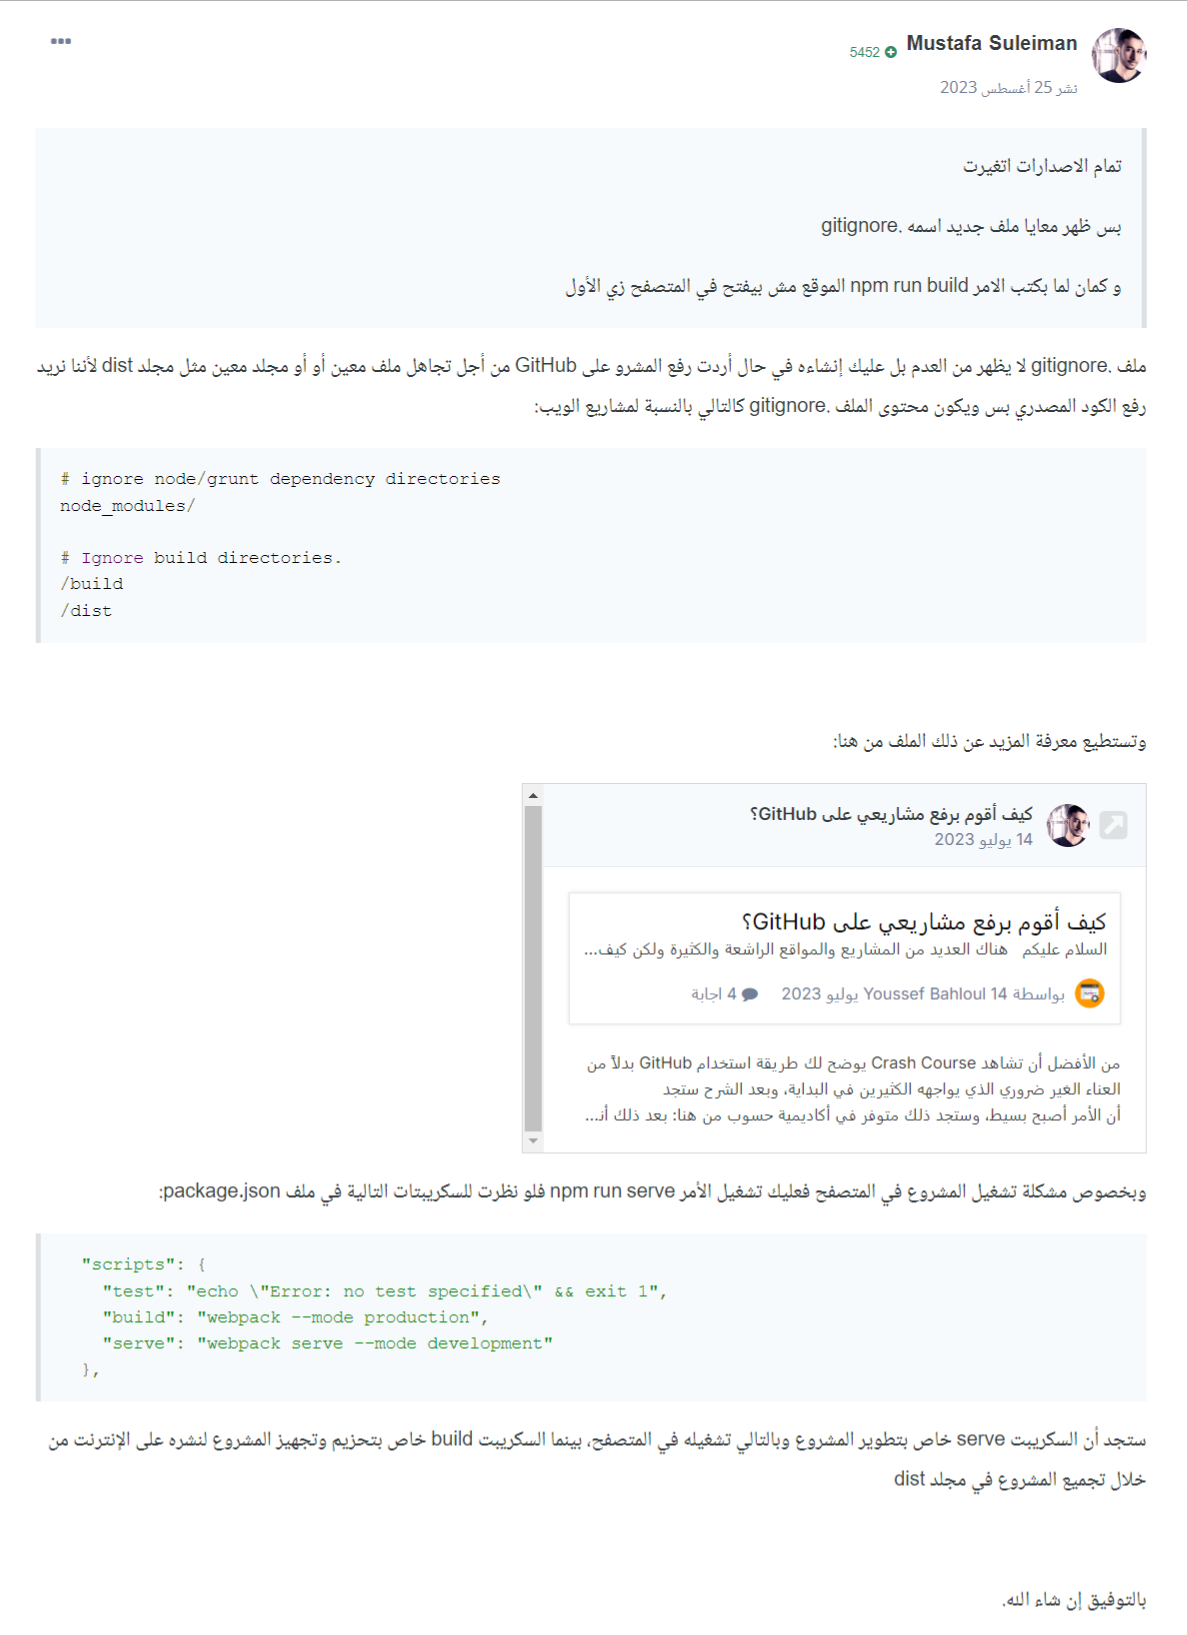 Mustafa Suleiman
5452
نشر 25 أغسطس 2023
تمام الاصدارات اتغيرت
بس ظهر معايا ملف جديد اسمه .gitignore
و كمان لما بكتب الامر npm run build الموقع مش بيفتح في المتصفح زي الأول
ملف .gitignore لا يظهر من العدم بل عليك إنشاءه في حال أردت رفع المشرو على GitHub من أجل تجاهل ملف معين أو أو مجلد معين مثل مجلد dist لأننا نريد
رفع الكود المصدري بس ويكون محتوى الملف .gitignore كالتالي بالنسبة لمشاريع الويب:
# ignore node/grunt dependency directories
node_modules/
# Ignore build directories.
/build
/dist
وتستطيع معرفة المزيد عن ذلك الملف من هنا:
كيف أقوم برفع مشاريعي على GitHub؟
14 يوليو 2023
كيف أقوم برفع مشاريعي على GitHub؟
السلام عليكم   هناك العديد من المشاريع والمواقع الراشعة والكثيرة ولكن كيف...
بواسطة Youssef Bahloul 14 يوليو 2023   4 اجابة
من الأفضل أن تشاهد Crash Course يوضح لك طريقة استخدام GitHub بدلاً من
العناء الغير ضروري الذي يواجهه الكثيرين في البداية، وبعد الشرح ستجد
أن الأمر أصبح بسيط، وستجد ذلك متوفر في أكاديمية حسوب من هنا: بعد ذلك أنـ...
وبخصوص مشكلة تشغيل المشروع في المتصفح فعليك تشغيل الأمر npm run serve فلو نظرت للسكريبتات التالية في ملف package.json:
"scripts": {
"test": "echo \"Error: no test specified\" && exit 1",
"build": "webpack --mode production",
"serve": "webpack serve --mode development"
},
ستجد أن السكريبت serve خاص بتطوير المشروع وبالتالي تشغيله في المتصفح، بينما السكريبت build خاص بتحزيم وتجهيز المشروع لنشره على الإنترنت من
خلال تجميع المشروع في مجلد dist
بالتوفيق إن شاء الله.